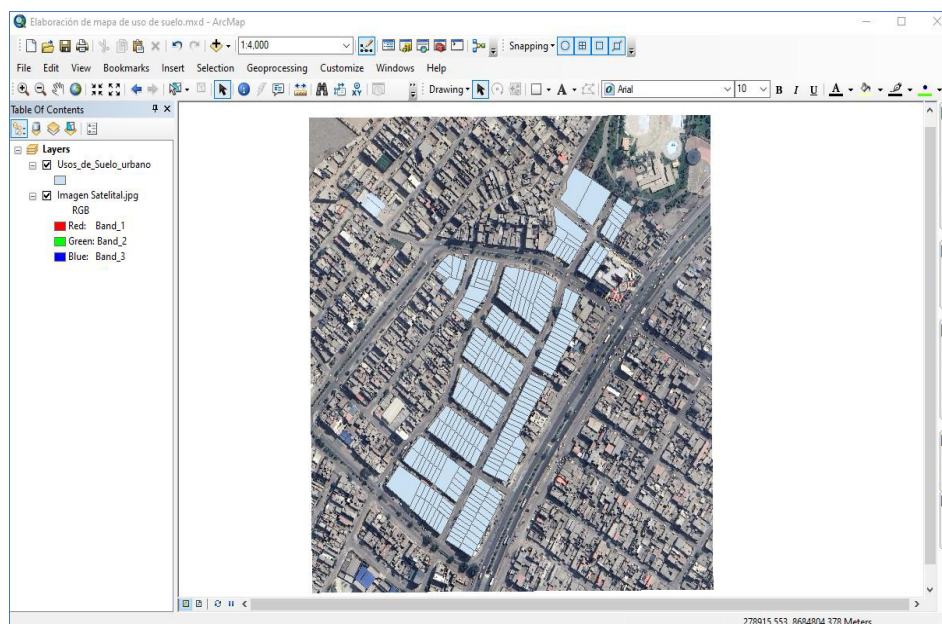 Elaboración de mapa de uso de suelo.mxd - ArcMap
1:4,000
Snapping
File Edit View Bookmarks Insert Selection Geoprocessing Customize Windows Help
Drawing A Arial 10 B I U A
Table Of Contents
Layers
Usos_de_Suelo_urbano
Imagen Satelital.jpg
RGB
Red: Band_1
Green: Band_2
Blue: Band_3
278915.553 8684804.378 Meters